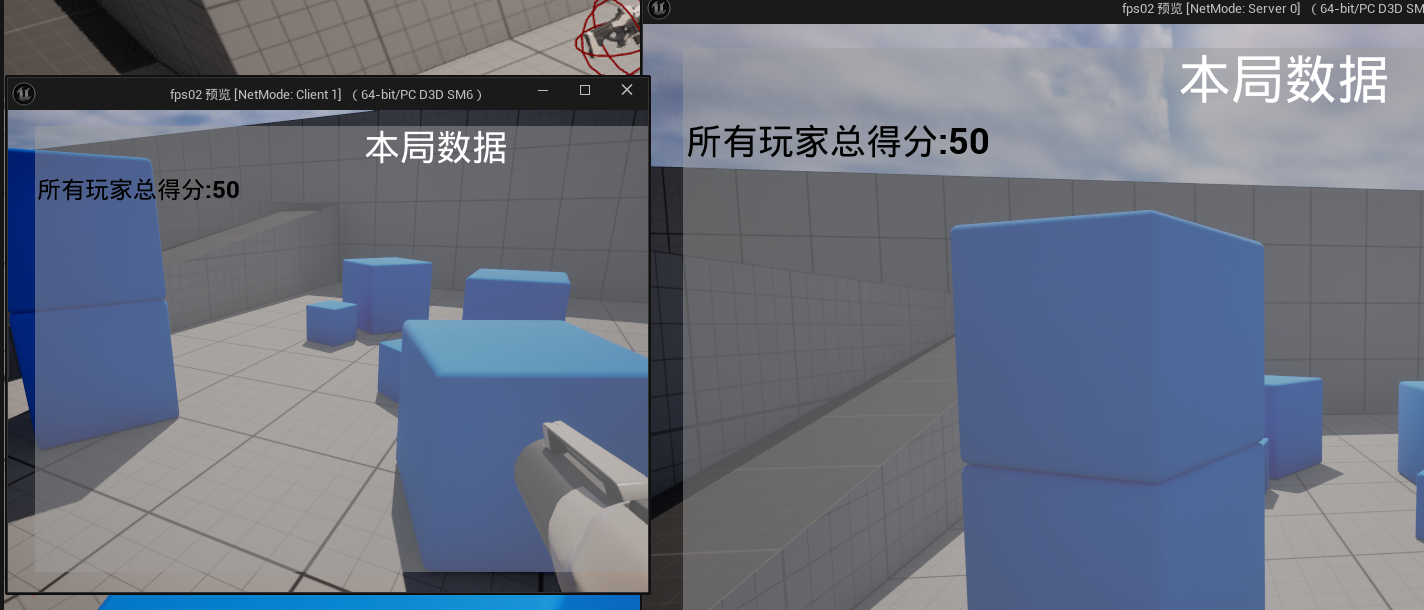 fps02 预览 [NetMode: Client 1] （64-bit/PC D3D SM6）
本局数据
所有玩家总得分:50
fps02 预览 [NetMode: Server 0] （64-bit/PC D3D SM
本局数据
所有玩家总得分:50